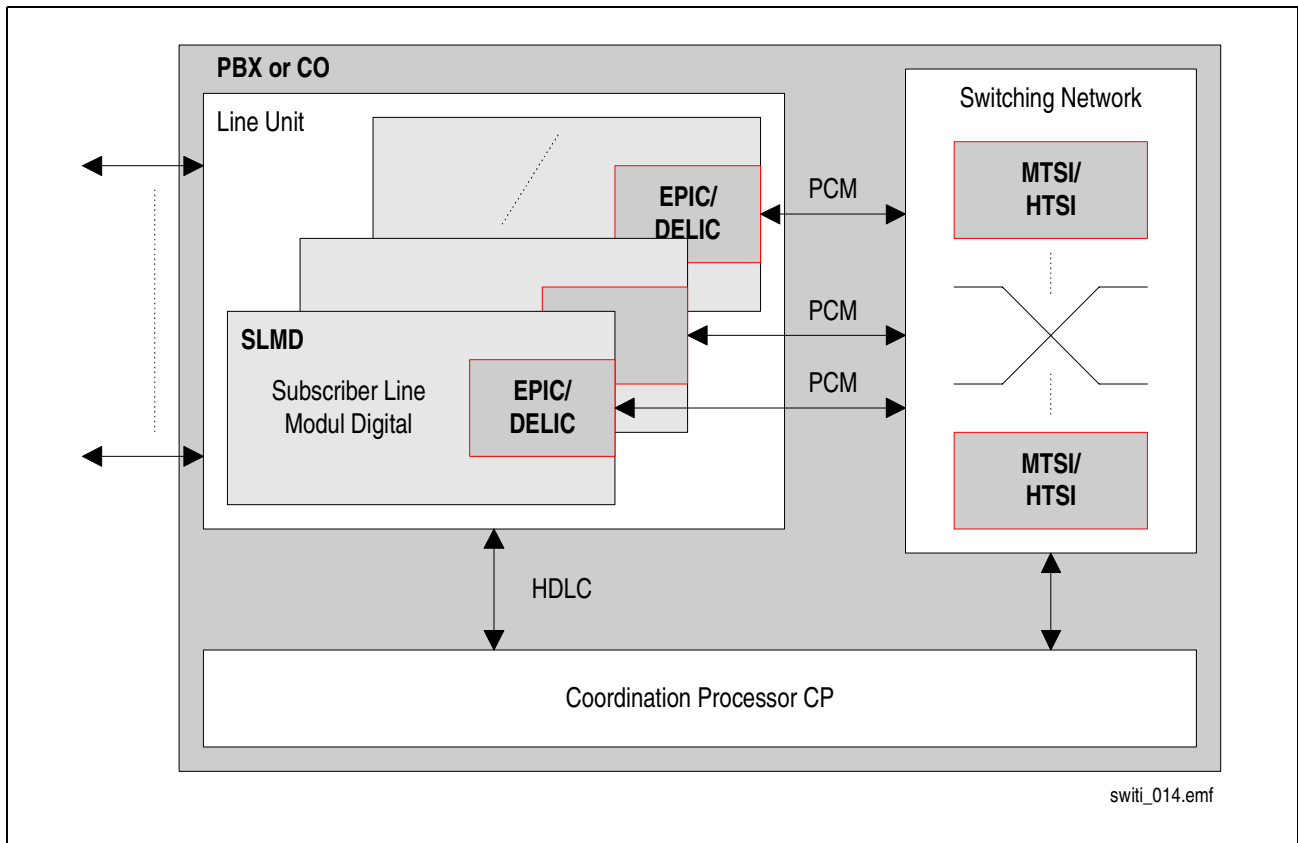 PBX or CO
Line Unit
EPIC/
DELIC
SLMD
Subscriber Line
Modul Digital
EPIC/
DELIC
PCM
PCM
PCM
Switching Network
MTSI/
HTSI
MTSI/
HTSI
HDLC
Coordination Processor CP
switi_014.emf